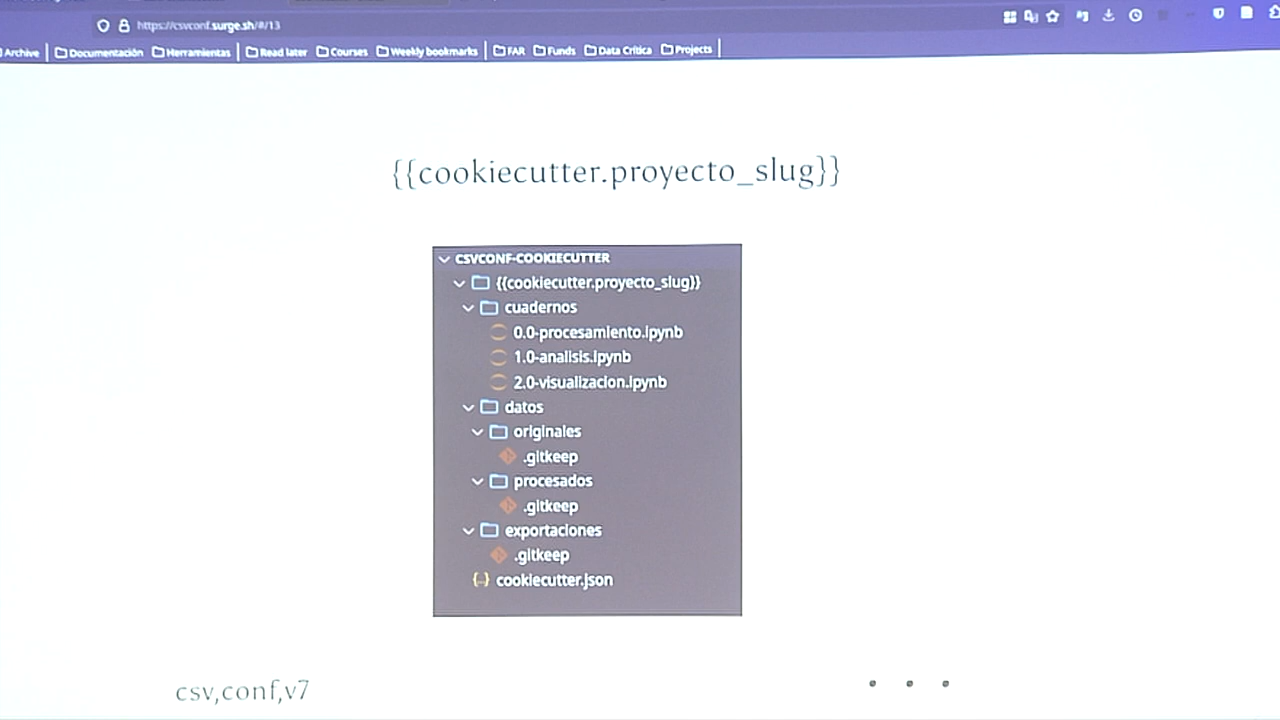 https://csvconf.surge.sh/#/13
Archive Documentación Herramientas Read later Courses Weekly bookmarks FAR Funds Data Crítica Projects
{{cookiecutter.proyecto_slug}}
CSVCONF-COOKIECUTTER
{{cookiecutter.proyecto_slug}}
cuadernos
0.0-procesamiento.ipynb
1.0-analisis.ipynb
2.0-visualizacion.ipynb
datos
originales
.gitkeep
procesados
.gitkeep
exportaciones
.gitkeep
cookiecutter.json
csv,conf,v7